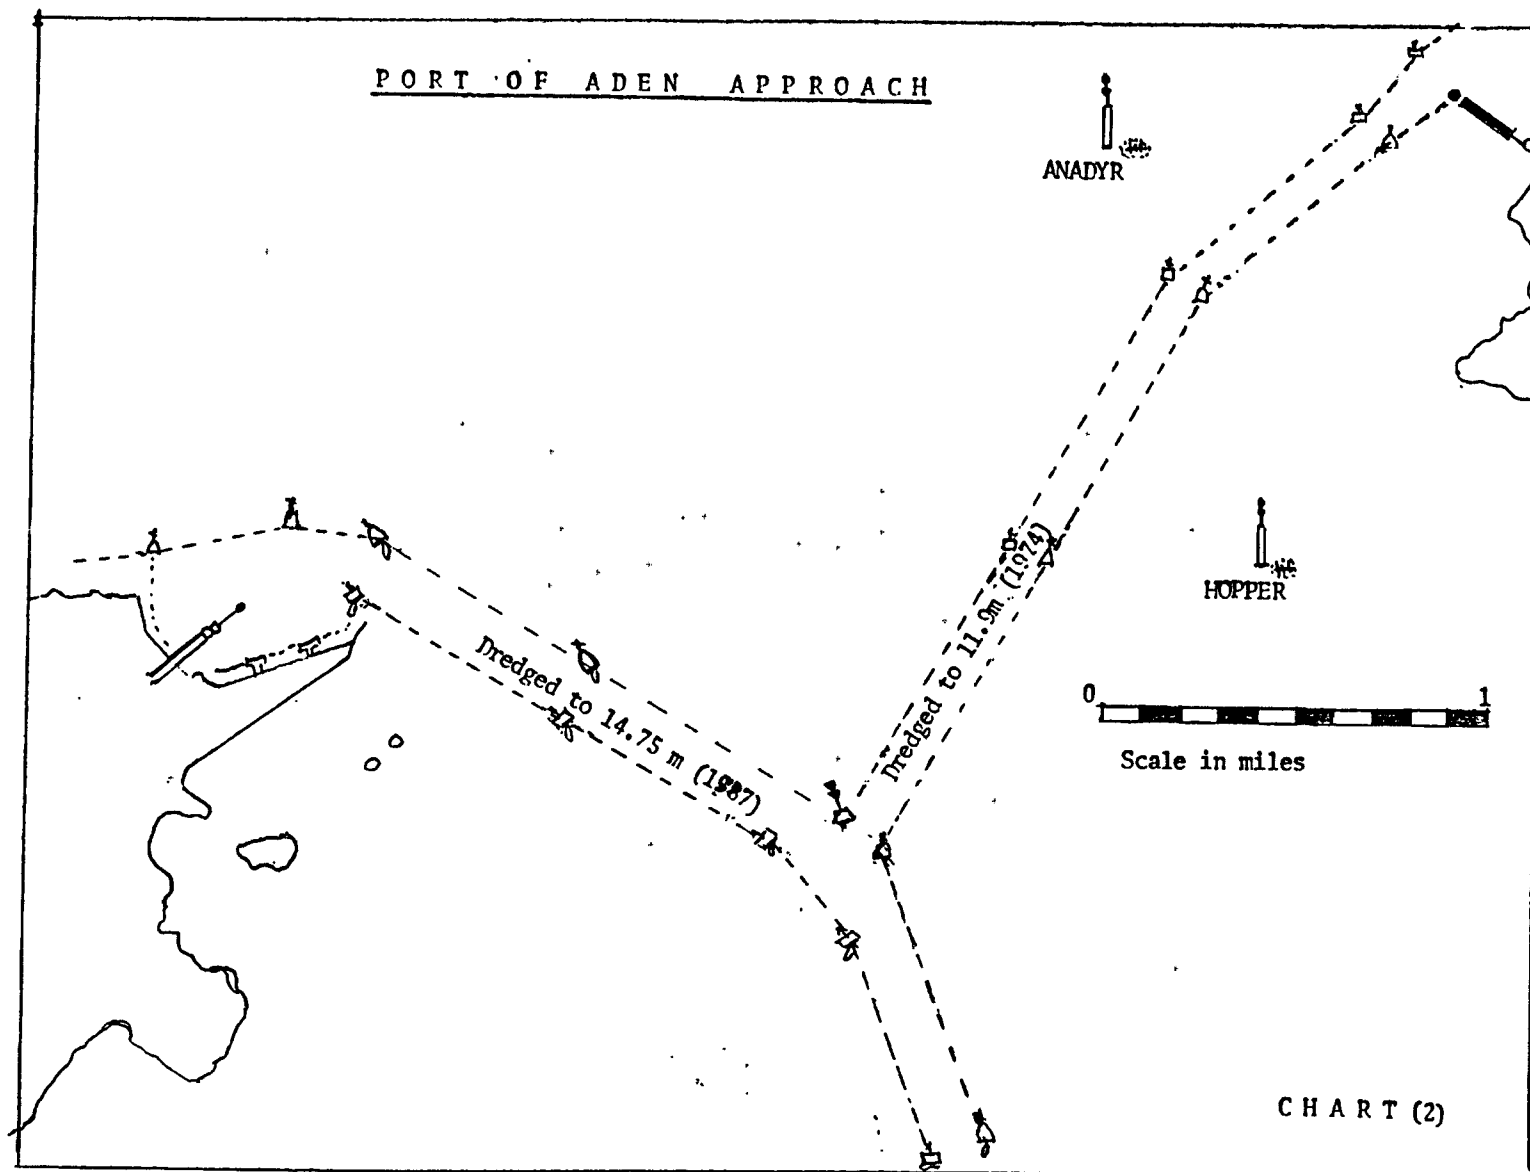 PORT OF ADEN APPROACH
ANADYR
HOPPER
Dredged to 11.9m (1974)
Dredged to 14.75 m (1987)
0 1
Scale in miles
CHART (2)